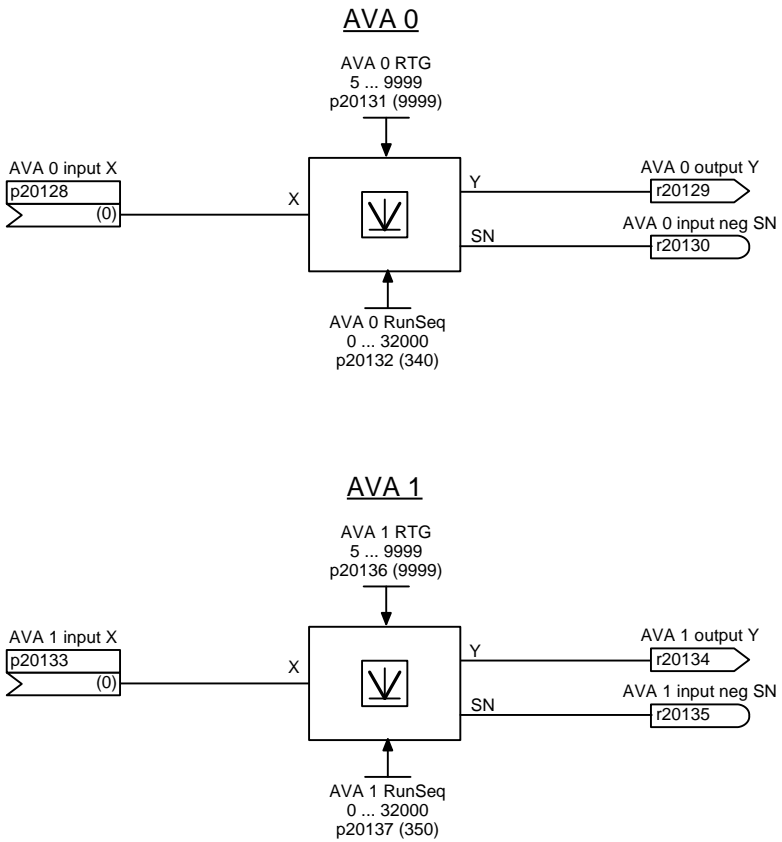 AVA 0
AVA 0 RTG
5 ... 9999
p20131 (9999)
AVA 0 input X
p20128
(0)
X
Y
SN
AVA 0 output Y
r20129
AVA 0 input neg SN
r20130
AVA 0 RunSeq
0 ... 32000
p20132 (340)
AVA 1
AVA 1 RTG
5 ... 9999
p20136 (9999)
AVA 1 input X
p20133
(0)
X
Y
SN
AVA 1 output Y
r20134
AVA 1 input neg SN
r20135
AVA 1 RunSeq
0 ... 32000
p20137 (350)